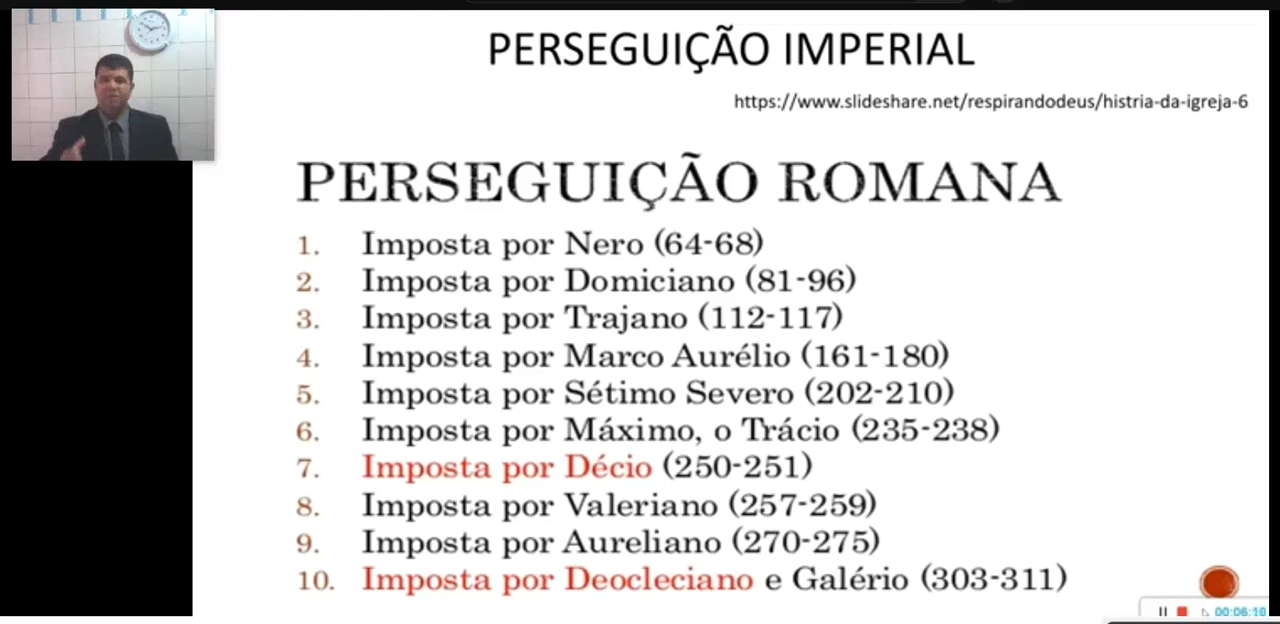 PERSEGUIÇÃO IMPERIAL
https://www.slideshare.net/respirandodeus/histria-da-igreja-6
PERSEGUIÇÃO ROMANA
1. Imposta por Nero (64-68)
2. Imposta por Domiciano (81-96)
3. Imposta por Trajano (112-117)
4. Imposta por Marco Aurélio (161-180)
5. Imposta por Sétimo Severo (202-210)
6. Imposta por Máximo, o Trácio (235-238)
7. Imposta por Décio (250-251)
8. Imposta por Valeriano (257-259)
9. Imposta por Aureliano (270-275)
10. Imposta por Deocleciano e Galério (303-311)
00:06:10